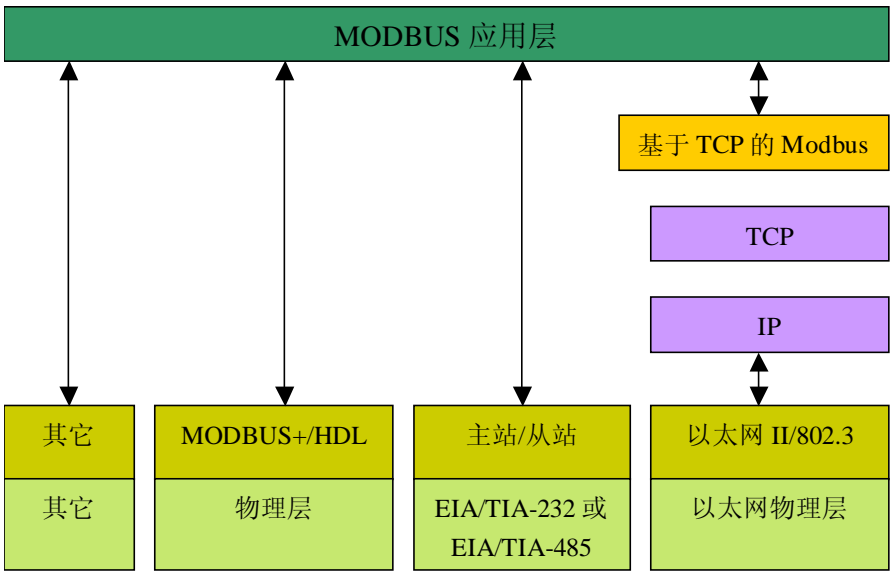 MODBUS 应用层
基于 TCP 的 Modbus
TCP
IP
其它
MODBUS+/HDL
主站/从站
以太网 II/802.3
其它
物理层
EIA/TIA-232 或
EIA/TIA-485
以太网物理层